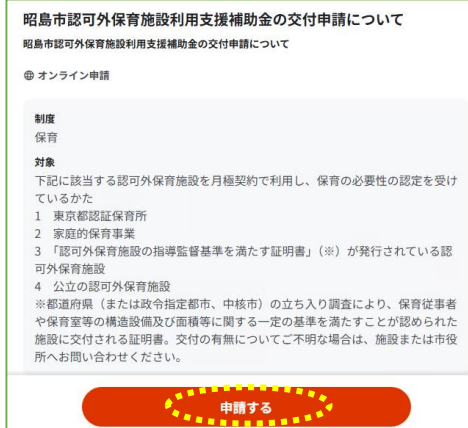 昭島市認可外保育施設利用支援補助金の交付申請について
昭島市認可外保育施設利用支援補助金の交付申請について
オンライン申請
制度
保育
対象
下記に該当する認可外保育施設を月極契約で利用し、保育の必要性の認定を受け
ているかた
1　東京都認証保育所
2　家庭的保育事業
3　「認可外保育施設の指導監督基準を満たす証明書」（※）が発行されている認
可外保育施設
4　公立の認可外保育施設
※都道府県（または政令指定都市、中核市）の立ち入り調査により、保育従事者
や保育室等の構造設備及び面積等に関する一定の基準を満たすことが認められた
施設に交付される証明書。交付の有無についてご不明な場合は、施設または市役
所へお問い合わせください。
申請する